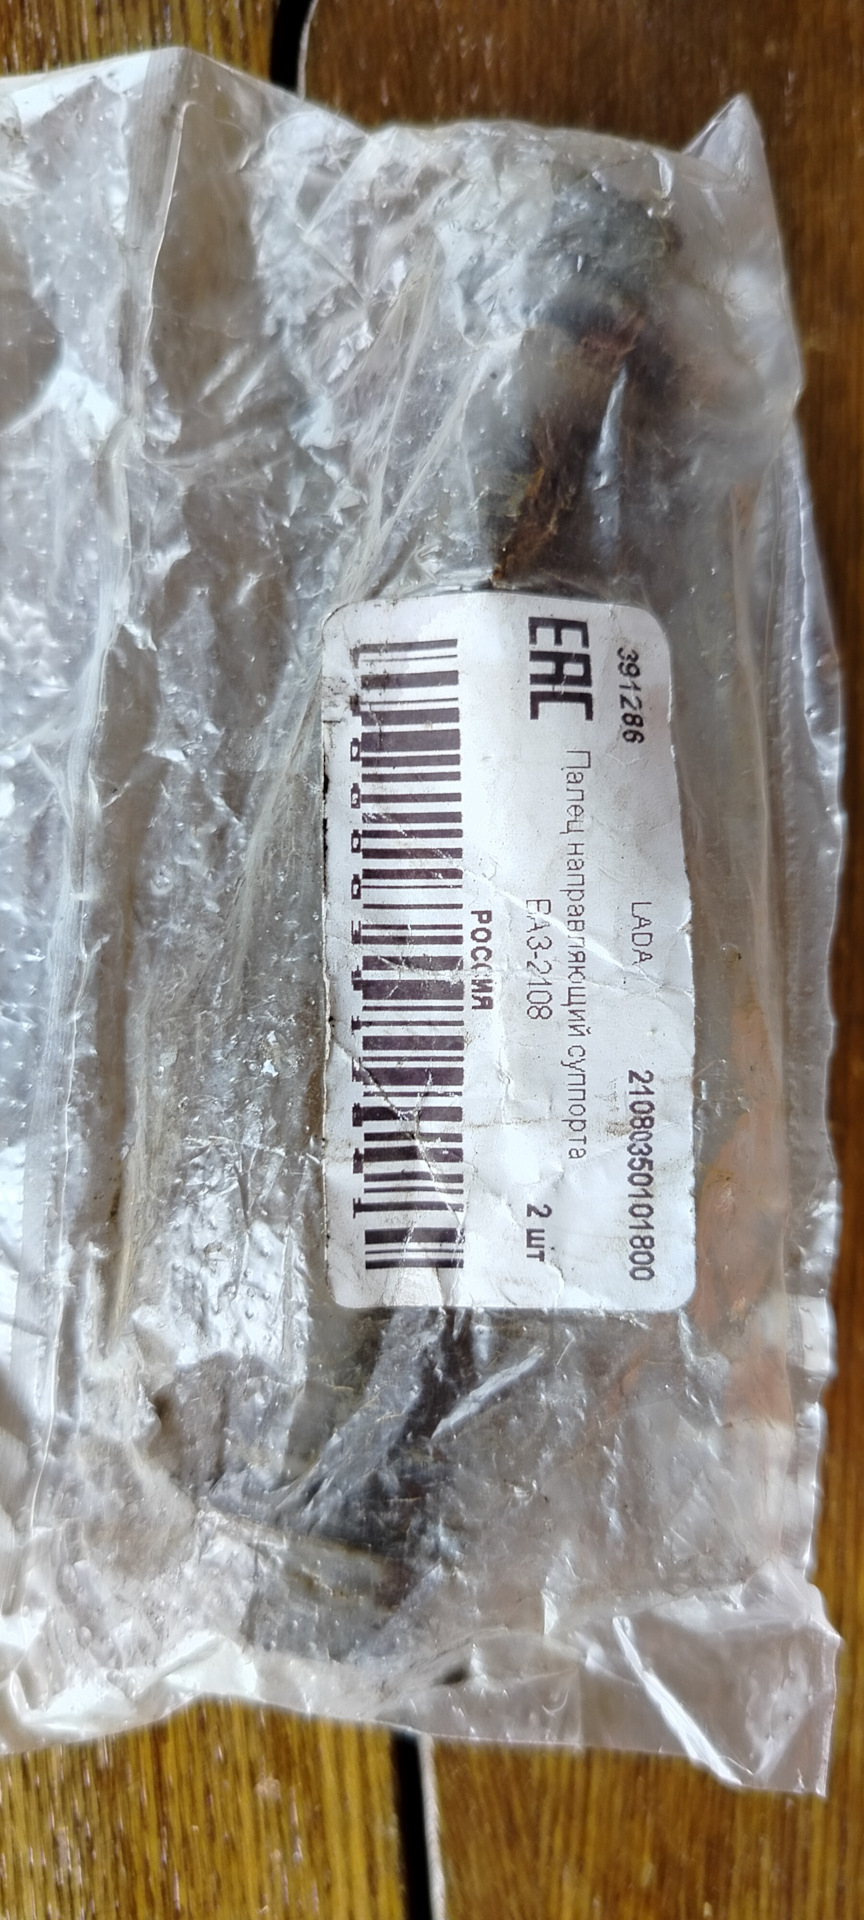 391286 LADA 21080350101800
EAC Палец направляющий суппорта
ВАЗ-2108 2 шт
РОССИЯ